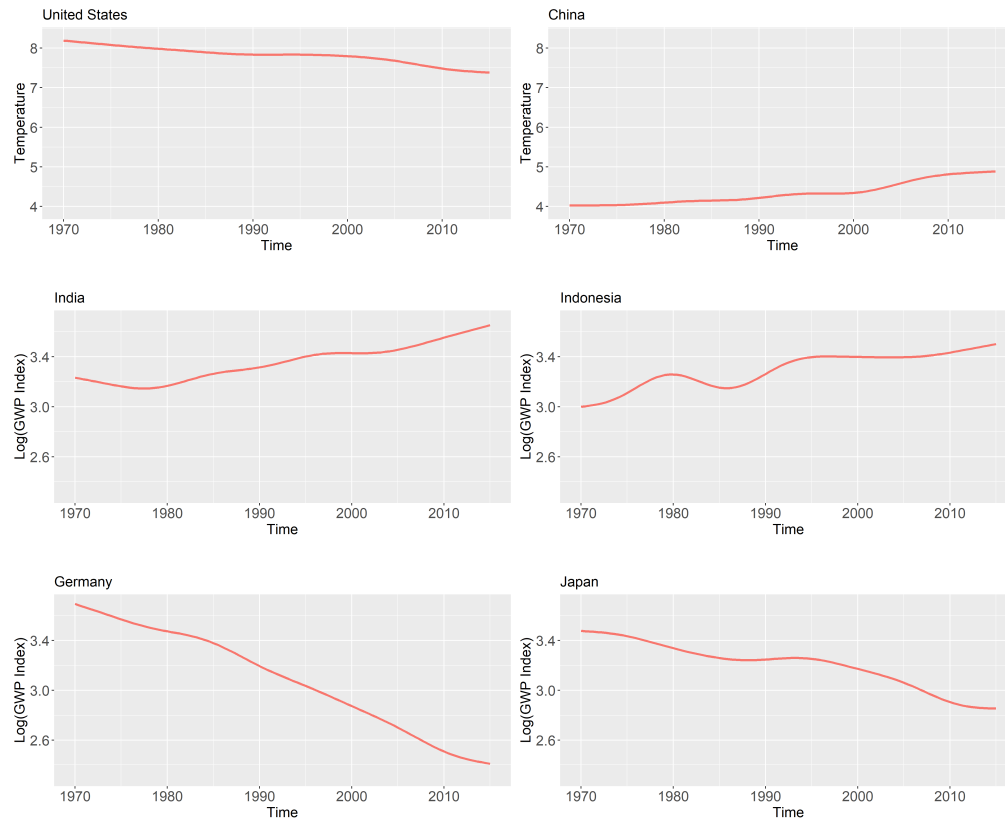 United States
8
7
6
5
4
Temperature
1970 1980 1990 2000 2010
Time
China
8
7
6
5
4
Temperature
1970 1980 1990 2000 2010
Time
India
3.4
3.0
2.6
Log(GWP Index)
1970 1980 1990 2000 2010
Time
Indonesia
3.4
3.0
2.6
Log(GWP Index)
1970 1980 1990 2000 2010
Time
Germany
3.4
3.0
2.6
Log(GWP Index)
1970 1980 1990 2000 2010
Time
Japan
3.4
3.0
2.6
Log(GWP Index)
1970 1980 1990 2000 2010
Time